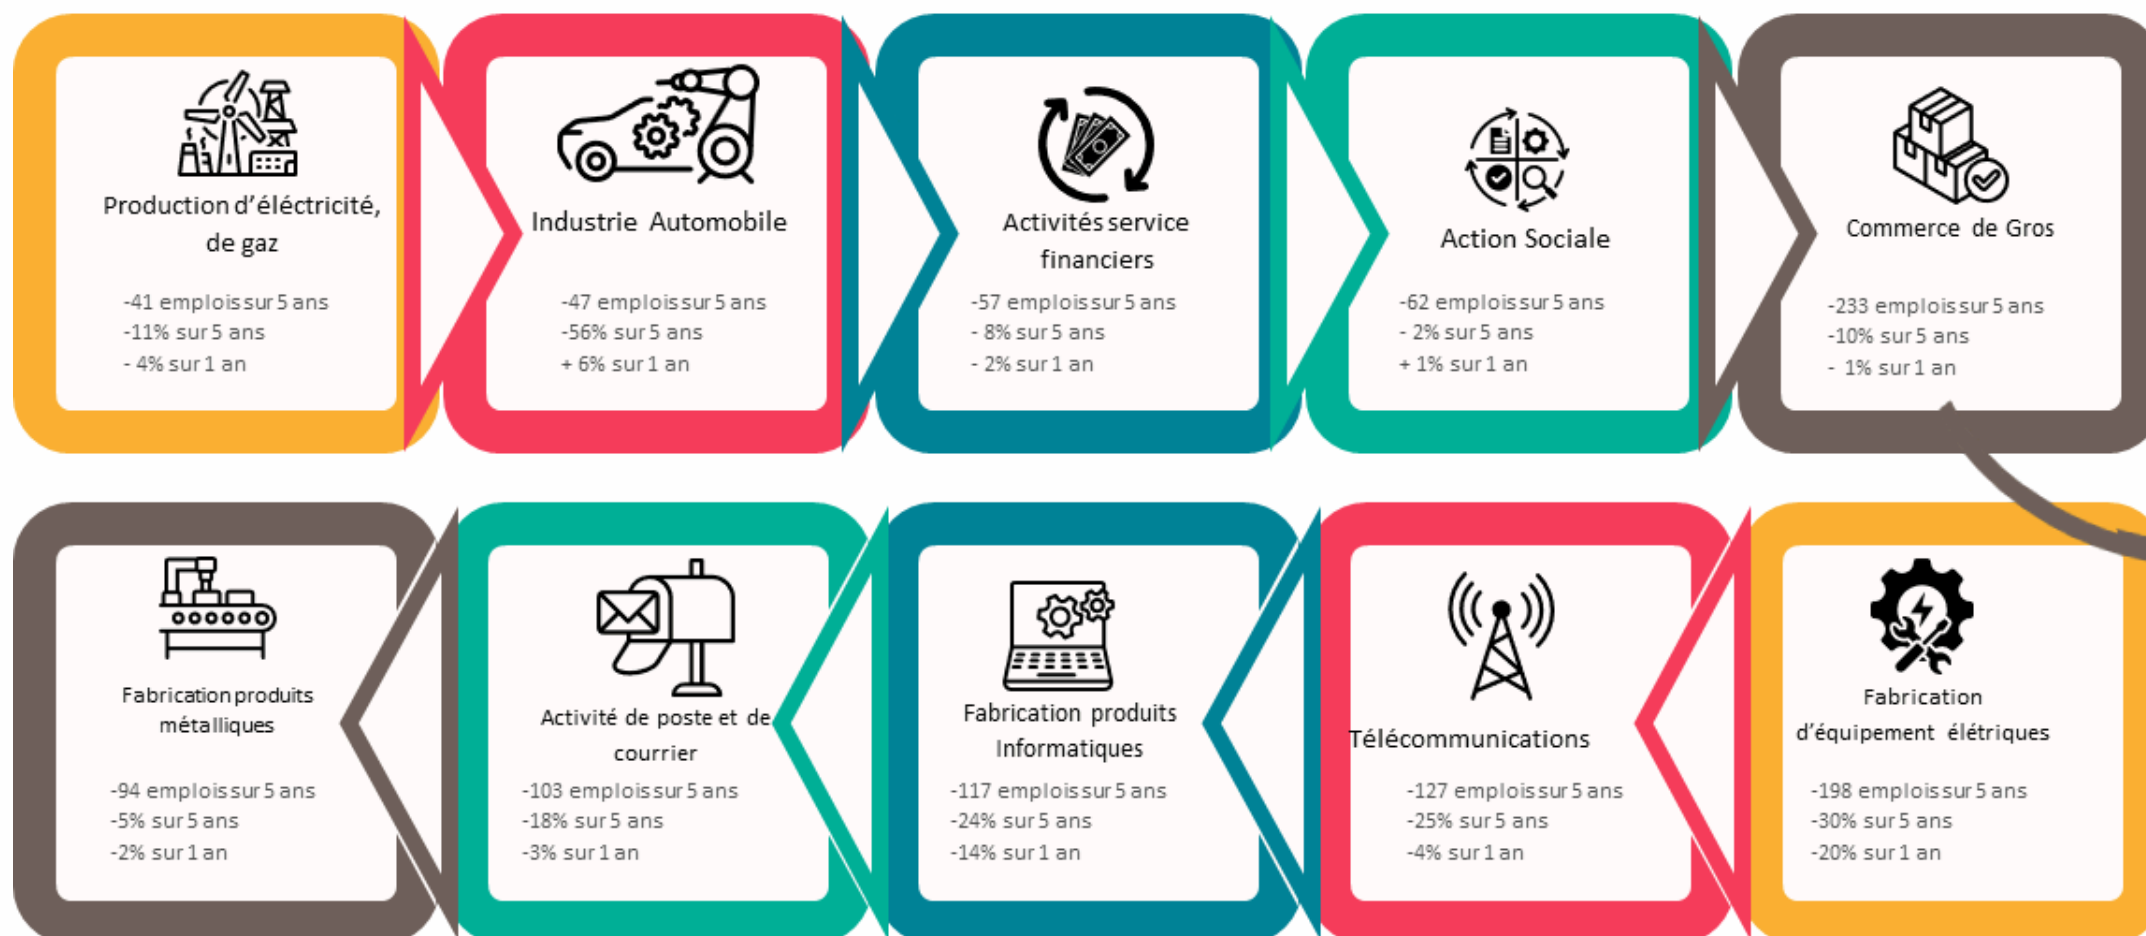 Production d'éléctricité,
de gaz
-41 emplois sur 5 ans
-11% sur 5 ans
- 4% sur 1 an
Industrie Automobile
-47 emplois sur 5 ans
-56% sur 5 ans
+ 6% sur 1 an
Activités service
financiers
-57 emplois sur 5 ans
- 8% sur 5 ans
- 2% sur 1 an
Action Sociale
-62 emplois sur 5 ans
- 2% sur 5 ans
+ 1% sur 1 an
Commerce de Gros
-233 emplois sur 5 ans
-10% sur 5 ans
- 1% sur 1 an
Fabrication produits
métalliques
-94 emplois sur 5 ans
-5% sur 5 ans
-2% sur 1 an
Activité de poste et de
courrier
-103 emplois sur 5 ans
-18% sur 5 ans
-3% sur 1 an
Fabrication produits
Informatiques
-117 emplois sur 5 ans
-24% sur 5 ans
-14% sur 1 an
Télécommunications
-127 emplois sur 5 ans
-25% sur 5 ans
-4% sur 1 an
Fabrication
d'équipement élétriques
-198 emplois sur 5 ans
-30% sur 5 ans
-20% sur 1 an